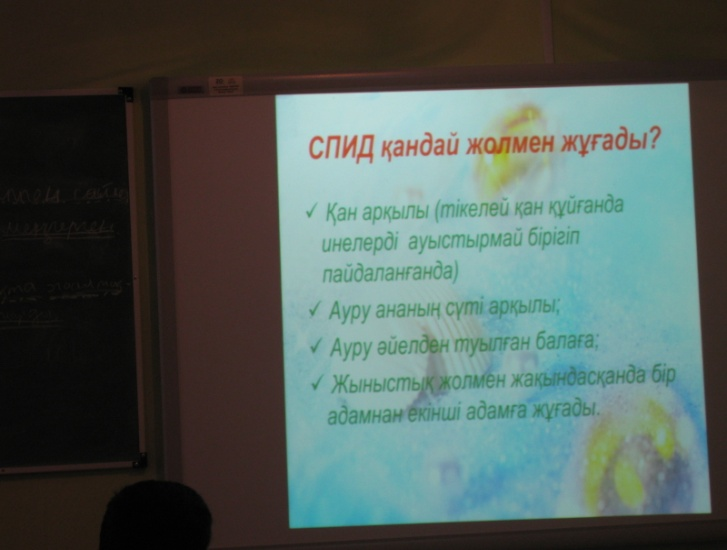 СПИД қандай жолмен жұғады?
✓ Қан арқылы (тікелей қан құйғанда
инелерді ауыстырмай бірігіп
пайдаланғанда)
✓ Ауру ананың сүті арқылы;
✓ Ауру әйелден туылған балаға;
✓ Жыныстық жолмен жақындасқанда бір
адамнан екінші адамға жұғады.